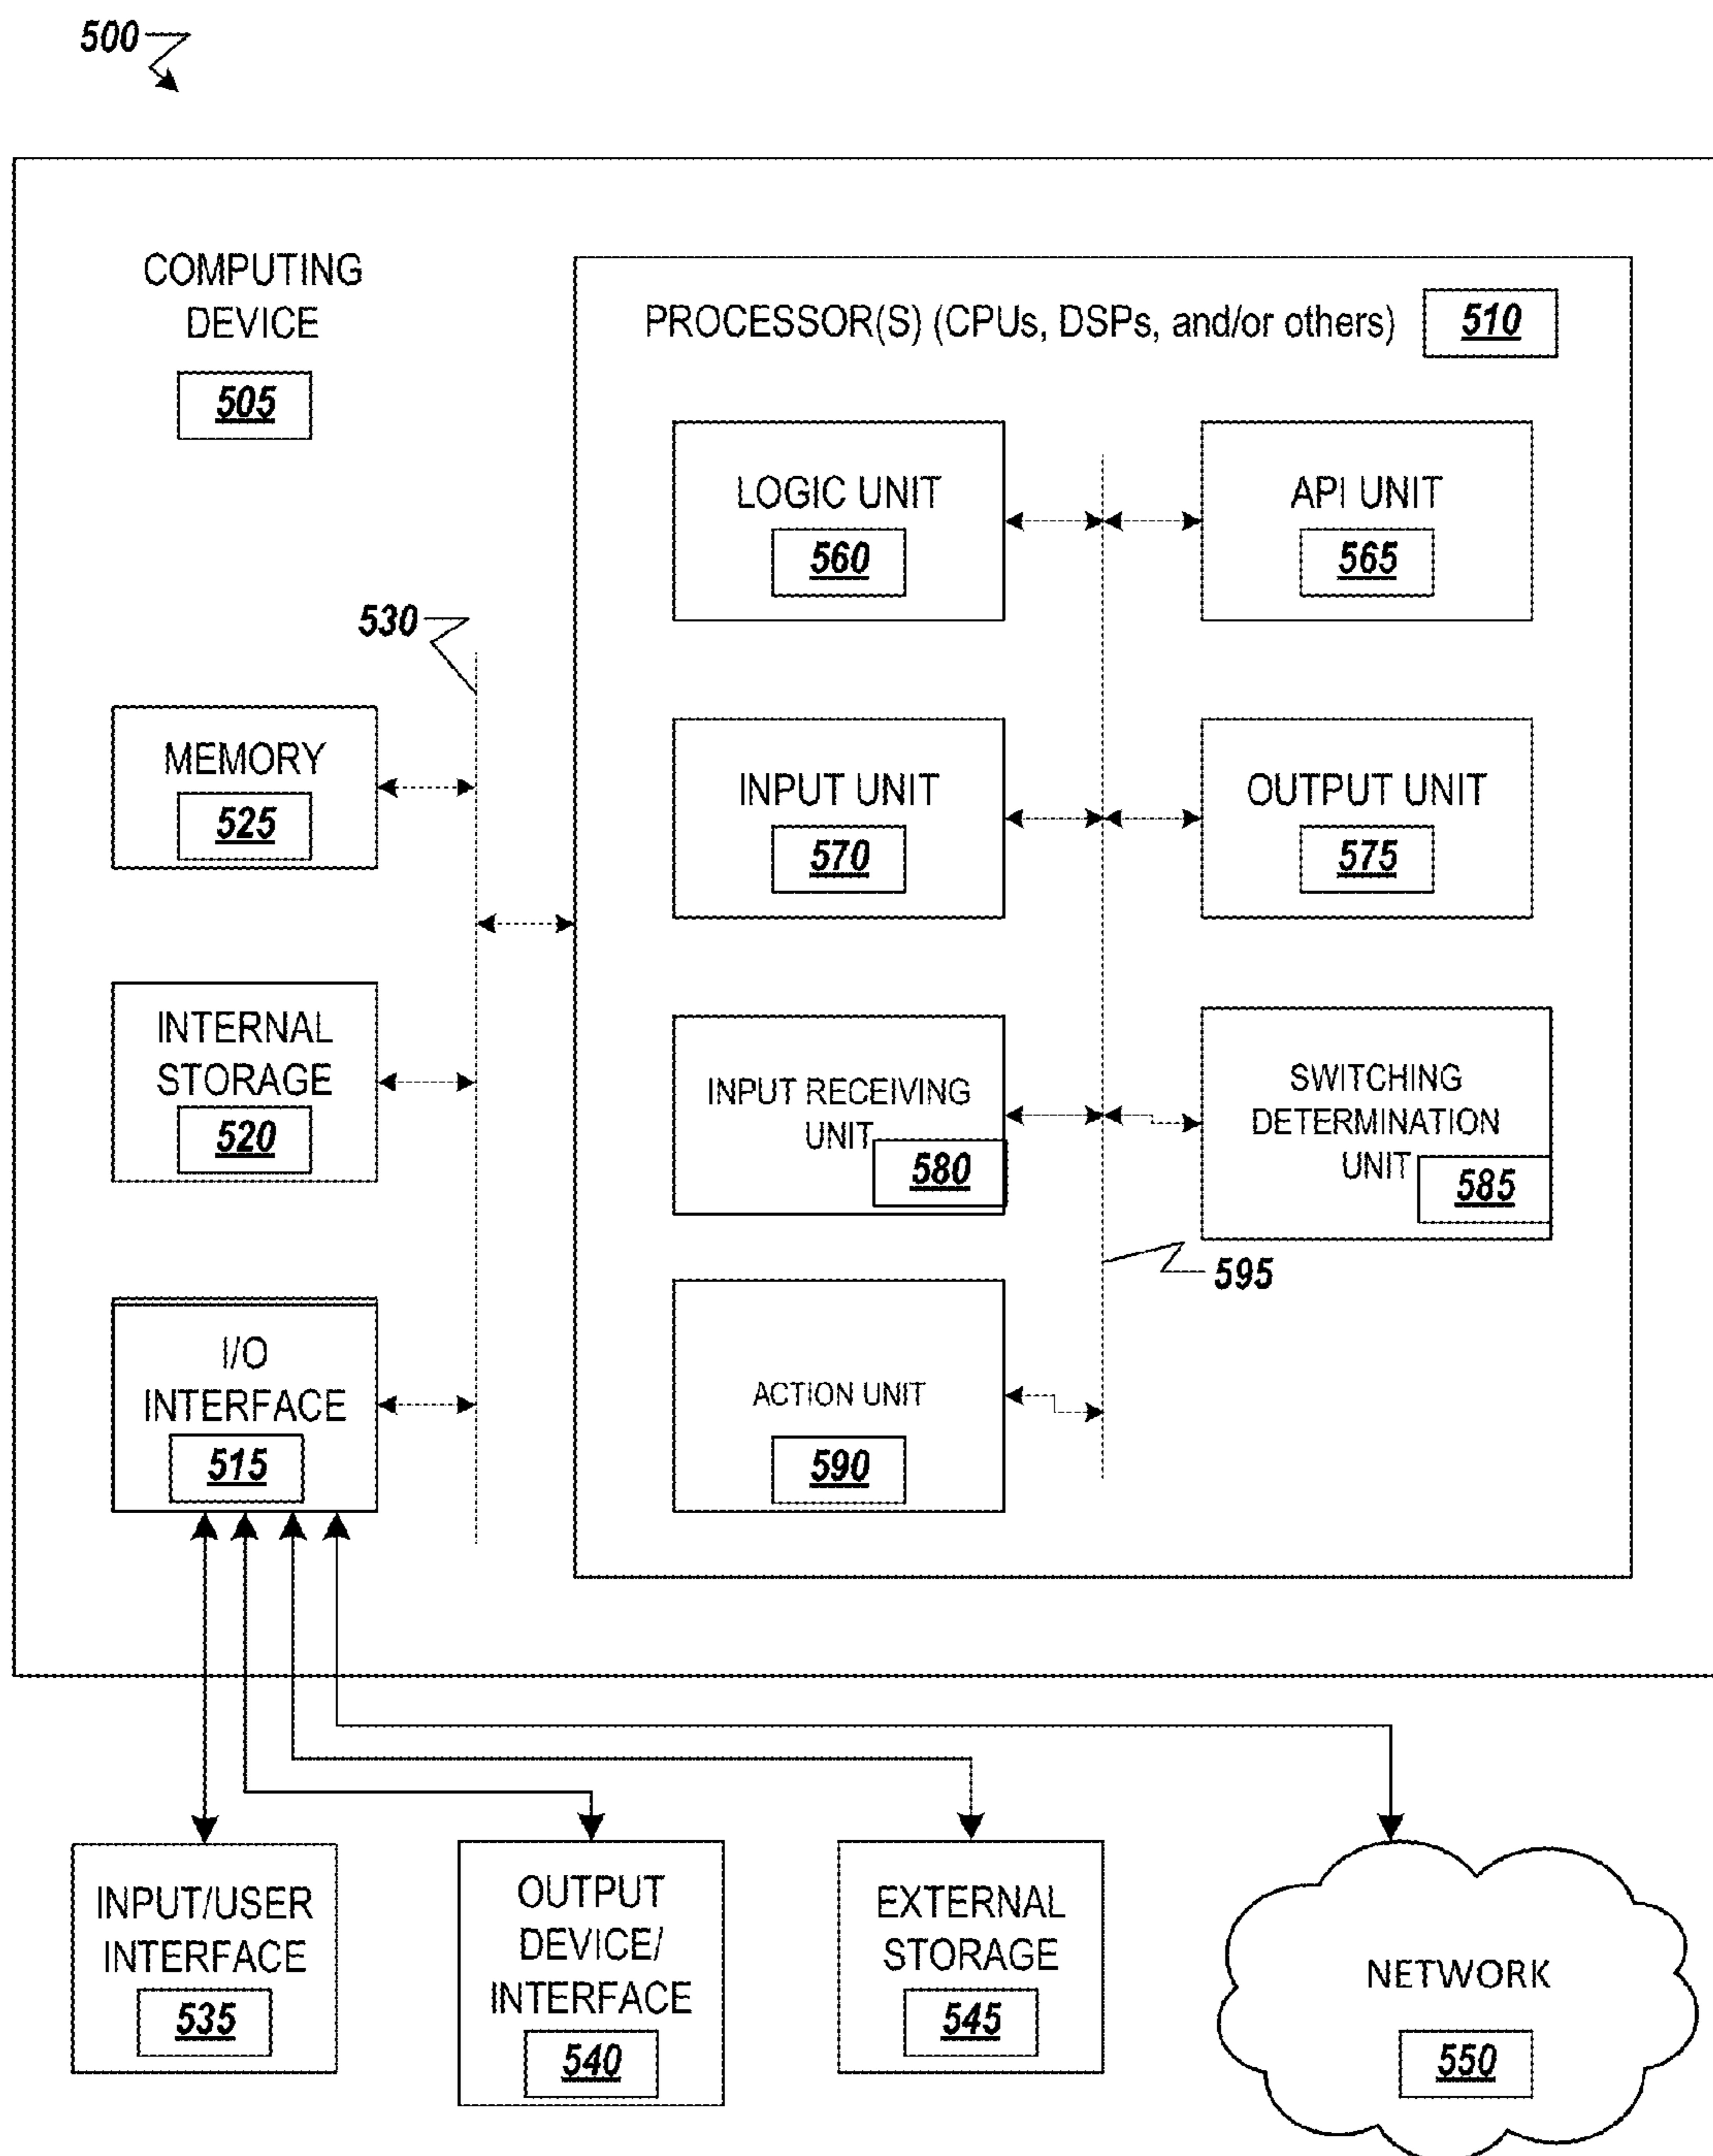 500
COMPUTING
DEVICE
505
PROCESSOR(S) (CPUs, DSPs, and/or others) 510
LOGIC UNIT
560
API UNIT
565
530
MEMORY
525
INPUT UNIT
570
OUTPUT UNIT
575
INTERNAL
STORAGE
520
INPUT RECEIVING
UNIT
580
SWITCHING
DETERMINATION
UNIT
585
595
I/O
INTERFACE
515
ACTION UNIT
590
INPUT/USER
INTERFACE
535
OUTPUT
DEVICE/
INTERFACE
540
EXTERNAL
STORAGE
545
NETWORK
550